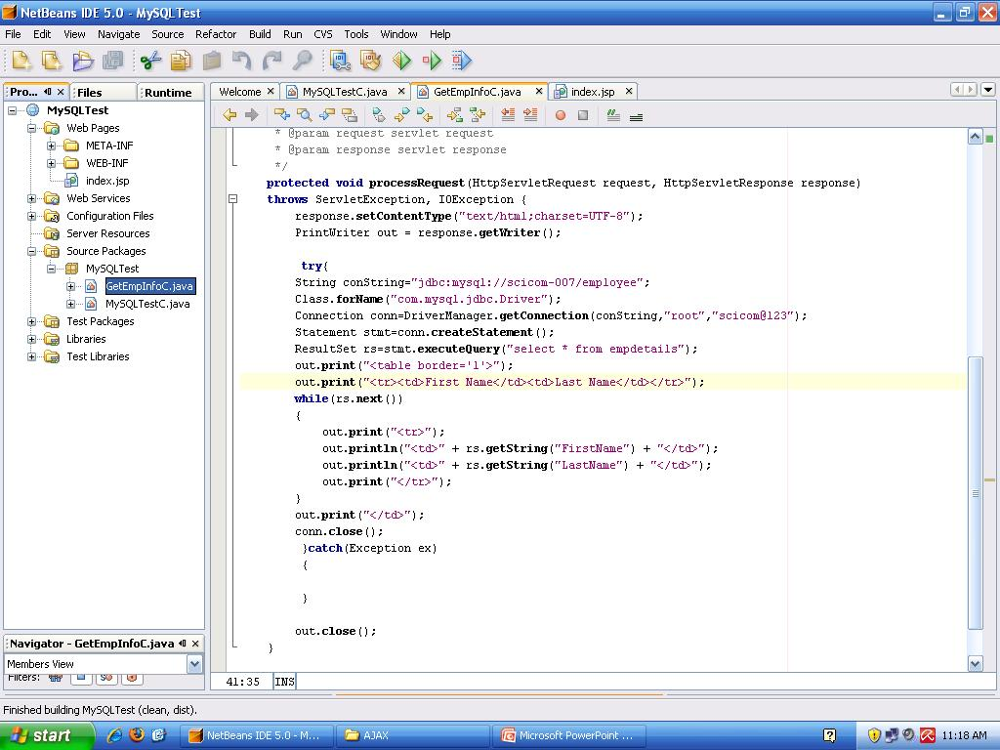 NetBeans IDE 5.0 - MySQLTest
File Edit View Navigate Source Refactor Build Run CVS Tools Window Help
Pro... Files Runtime
MySQLTest
Web Pages
META-INF
WEB-INF
index.jsp
Web Services
Configuration Files
Server Resources
Source Packages
MySQLTest
GetEmpInfoC.java
MySQLTestC.java
Test Packages
Libraries
Test Libraries
Navigator - GetEmpInfoC.java
Members View
Filters:
Welcome MySQLTestC.java GetEmpInfoC.java index.jsp
* @param request servlet request
* @param response servlet response
*/
protected void processRequest(HttpServletRequest request, HttpServletResponse response)
throws ServletException, IOException {
response.setContentType("text/html;charset=UTF-8");
PrintWriter out = response.getWriter();
try{
String conString="jdbc:mysql://scicom-007/employee";
Class.forName("com.mysql.jdbc.Driver");
Connection conn=DriverManager.getConnection(conString,"root","scicom@123");
Statement stmt=conn.createStatement();
ResultSet rs=stmt.executeQuery("select * from empdetails");
out.print("<table border='1'>");
out.print("<tr><td>First Name</td><td>Last Name</td></tr>");
while(rs.next())
{
out.print("<tr>");
out.println("<td>" + rs.getString("FirstName") + "</td>");
out.println("<td>" + rs.getString("LastName") + "</td>");
out.print("</tr>");
}
out.print("</td>");
conn.close();
}catch(Exception ex)
{
}
out.close();
}
41:35 INS
Finished building MySQLTest (clean, dist).
start NetBeans IDE 5.0 - M... AJAX Microsoft PowerPoint ... 11:18 AM